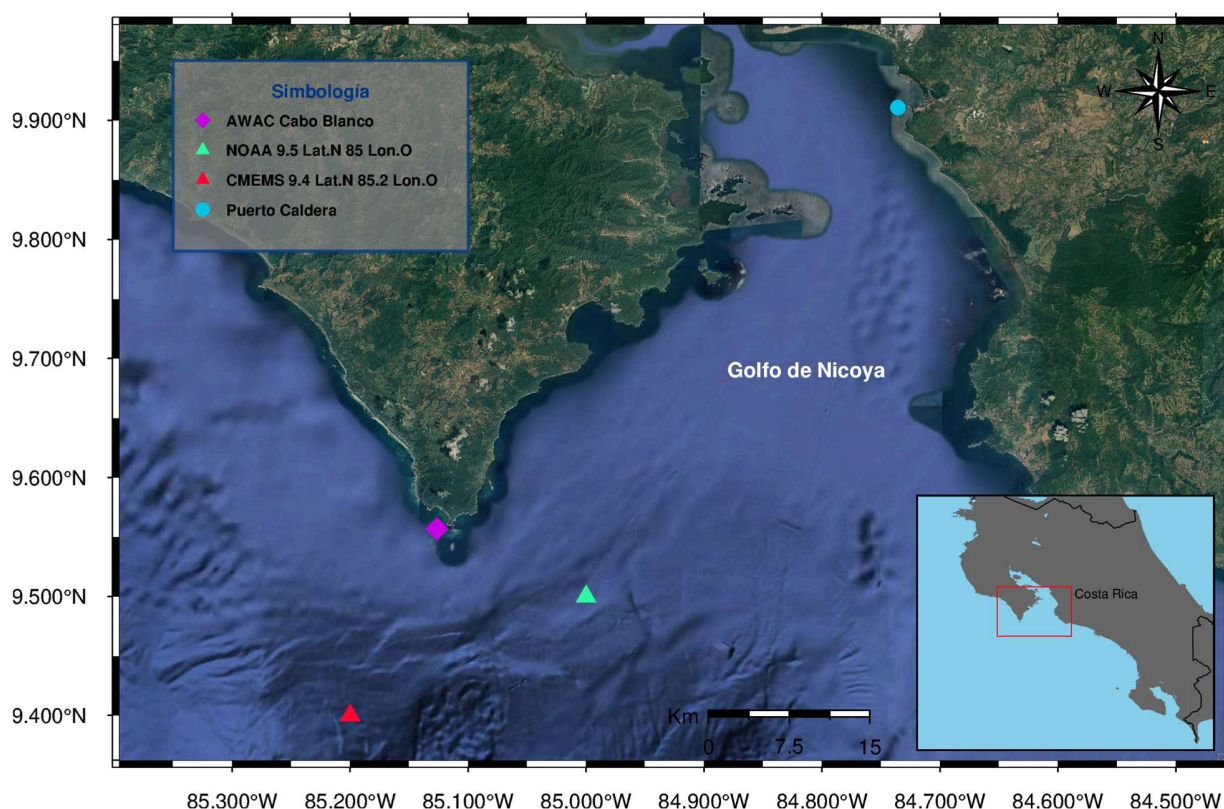 Simbología
AWAC Cabo Blanco
NOAA 9.5 Lat.N 85 Lon.O
CMEMS 9.4 Lat.N 85.2 Lon.O
Puerto Caldera
N
W
E
S
9.900°N
9.800°N
9.700°N
9.600°N
9.500°N
9.400°N
Golfo de Nicoya
Costa Rica
Km
0
7.5
15
85.300°W 85.200°W 85.100°W 85.000°W 84.900°W 84.800°W 84.700°W 84.600°W 84.500°W